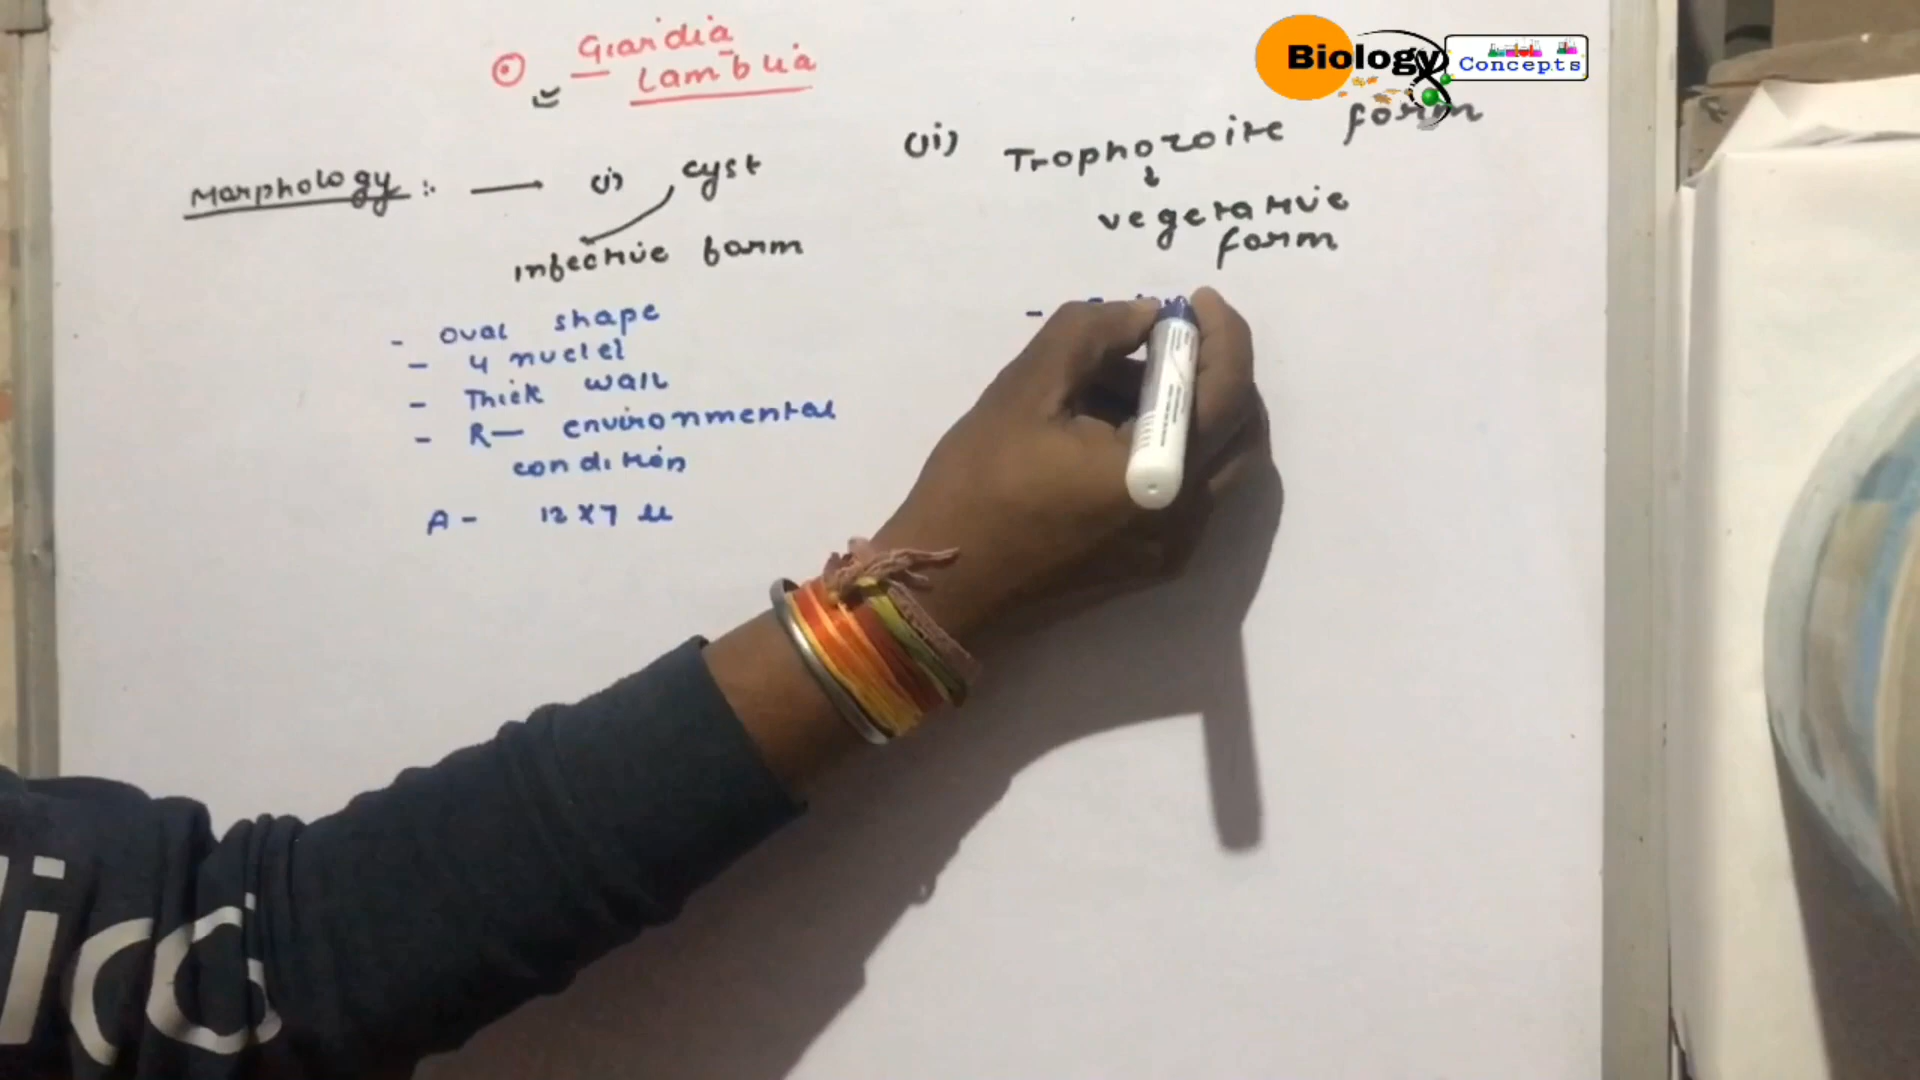 Giardia
Lamblia
Morphology :- (i) cyst
infective form
- oval shape
- 4 nuclei
- Thick wall
- R— environmental
condition
A - 12 x 7 µ
(ii) Trophozoite form
vegetative
form
Biology
Concepts